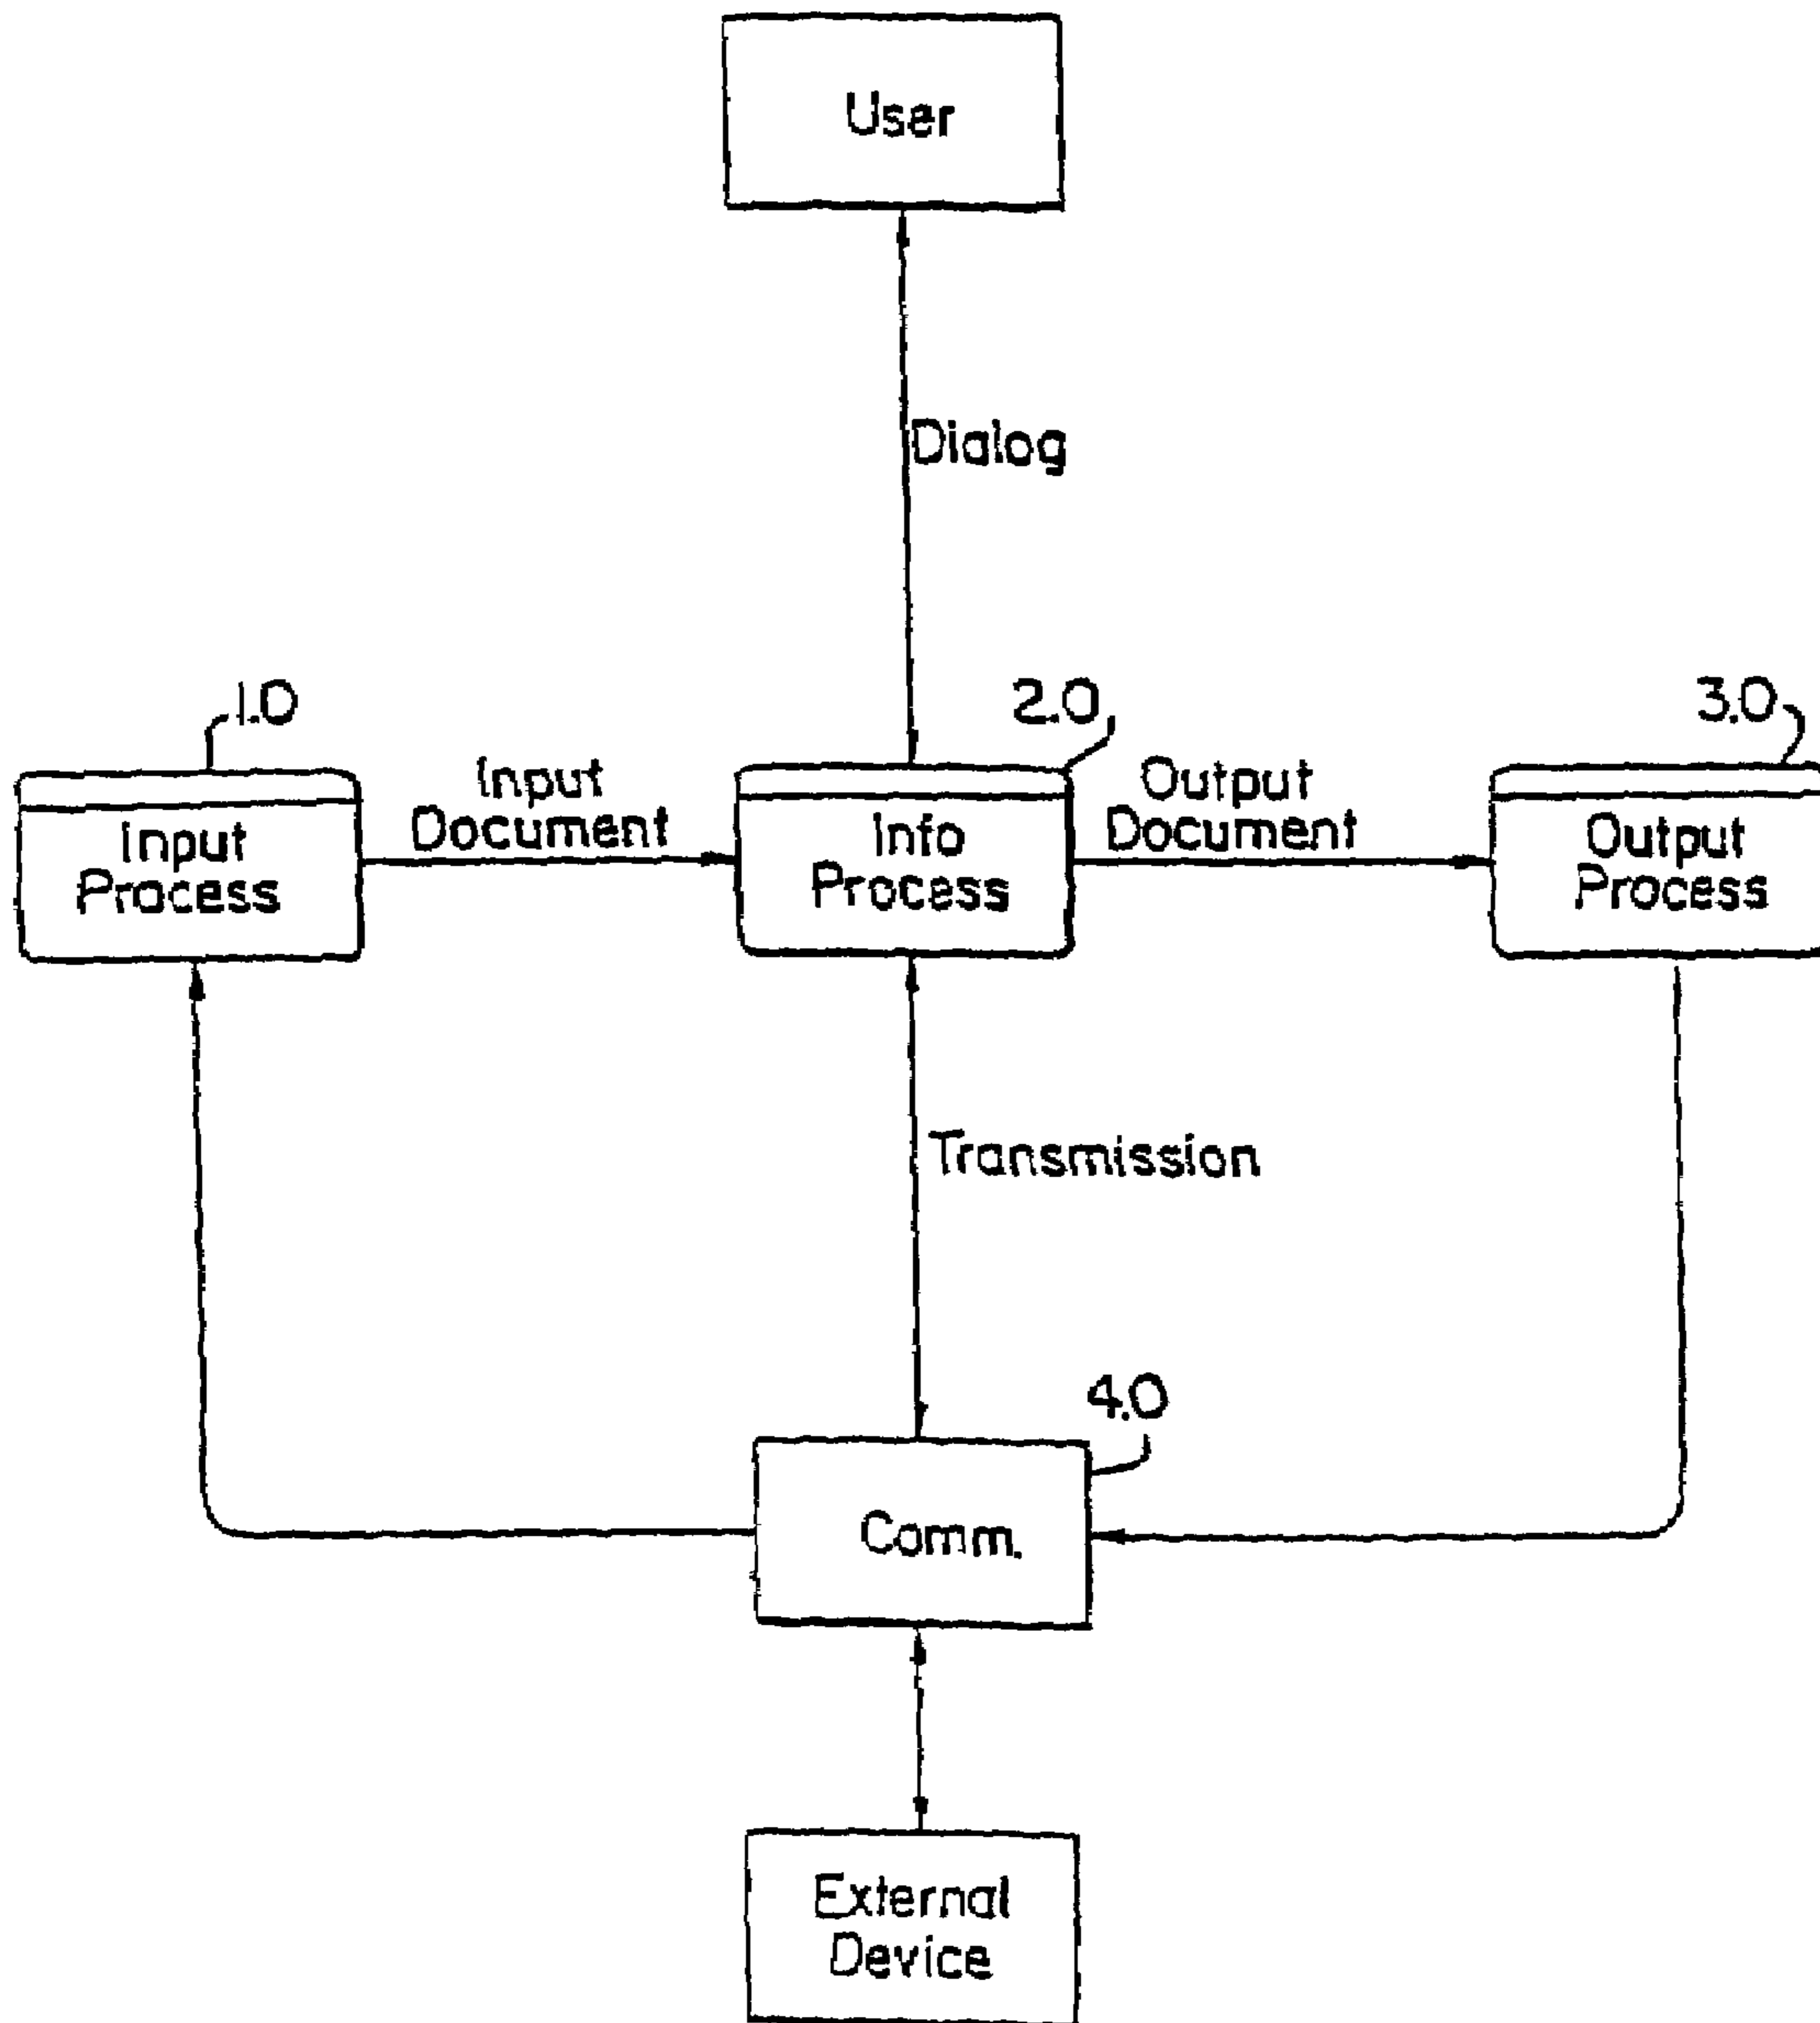 User
Dialog
1.0
2.0
3.0
Input
Document
Output
Document
Input
Process
Info
Process
Output
Process
Transmission
4.0
Comm.
External
Device